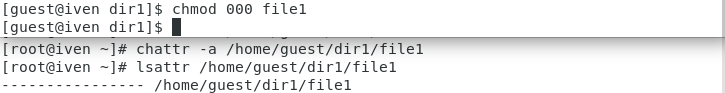 [guest@iven dir1]$ chmod 000 file1
[guest@iven dir1]$
[root@iven ~]# chattr -a /home/guest/dir1/file1
[root@iven ~]# lsattr /home/guest/dir1/file1
---------------- /home/guest/dir1/file1